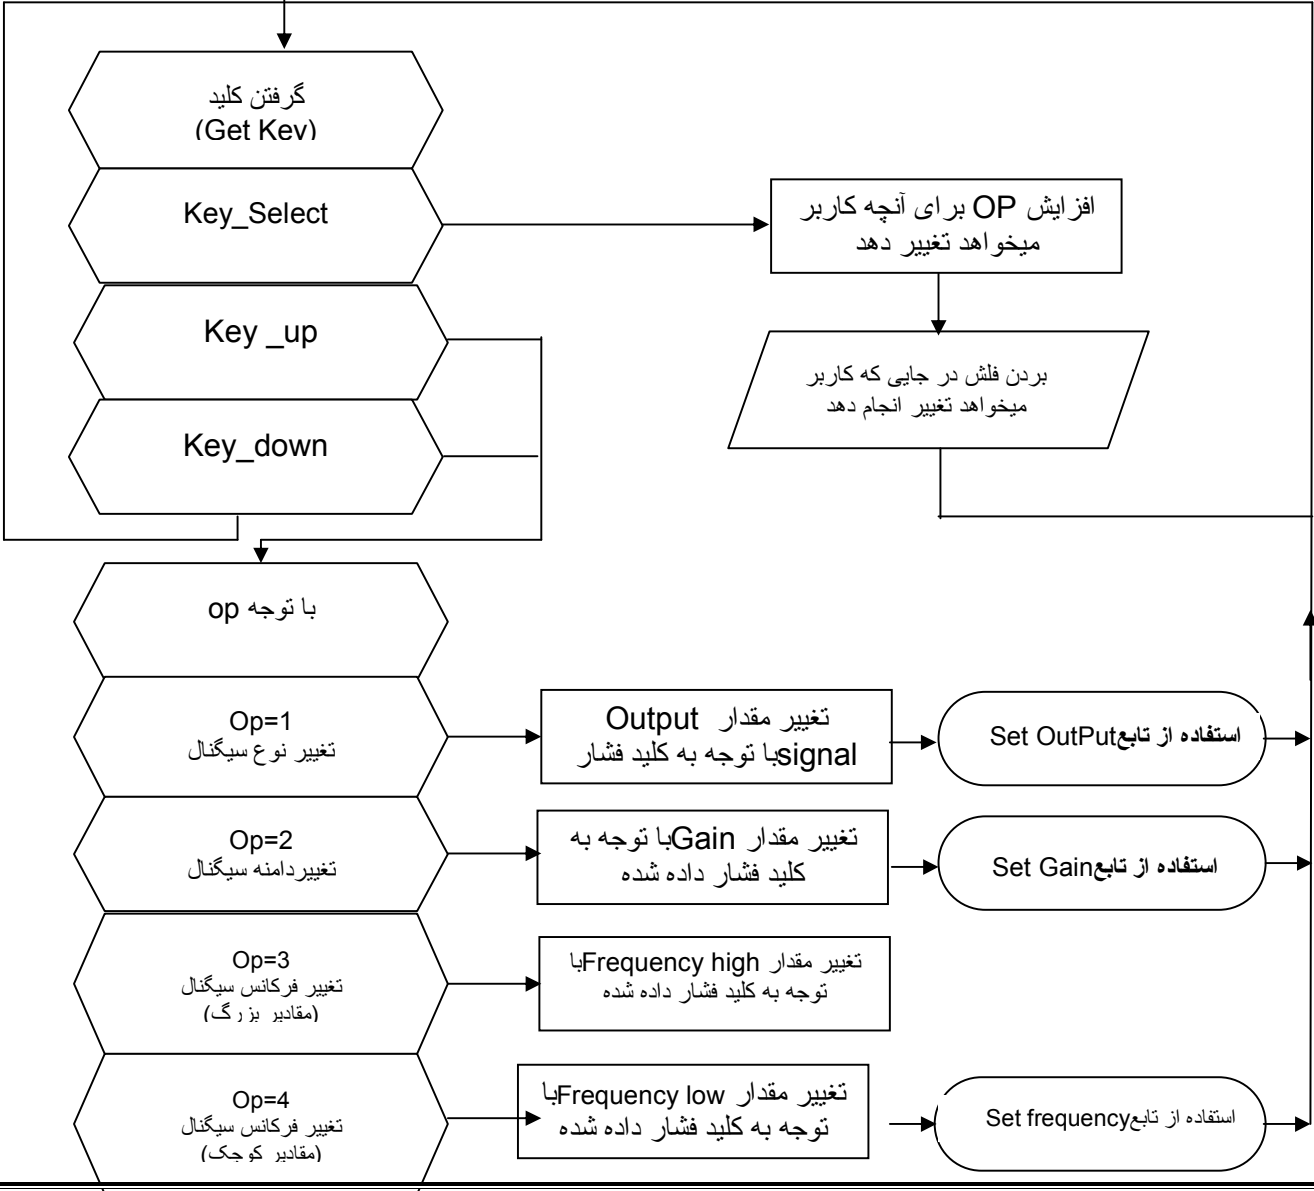 گرفتن کلید
(Get Key)
Key_Select
افزایش OP برای آنچه کاربر
میخواهد تغییر دهد
Key _up
بردن فلش در جایی که کاربر
میخواهد تغییر انجام دهد
Key_down
با توجه op
Op=1
تغییر نوع سیگنال
تغییر مقدار Output
signalبا توجه به کلید فشار
استفاده از تابعSet OutPut
Op=2
تغییردامنه سیگنال
تغییر مقدار Gainبا توجه به
کلید فشار داده شده
استفاده از تابعSet Gain
Op=3
تغییر فرکانس سیگنال
(مقادیر بزرگ)
تغییر مقدار Frequency highبا
توجه به کلید فشار داده شده
Op=4
تغییر فرکانس سیگنال
(مقادیر کوچک)
تغییر مقدار Frequency lowبا
توجه به کلید فشار داده شده
استفاده از تابعSet frequency